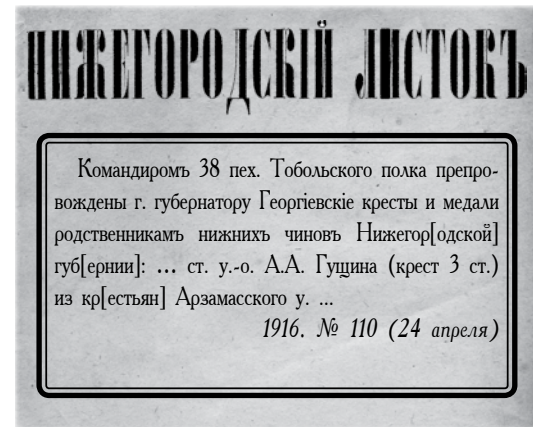 НИЖЕГОРОДСКІЙ ЛИСТОКЪ
Командиромъ 38 пех. Тобольского полка препро-
вождены г. губернатору Георгіевскіе кресты и медали
родственникамъ нижнихъ чиновъ Нижегор[одской]
губ[ернии]: ... ст. у.-о. А.А. Гущина (крест 3 ст.)
из кр[естьян] Арзамасского у. ...
1916. № 110 (24 апреля)